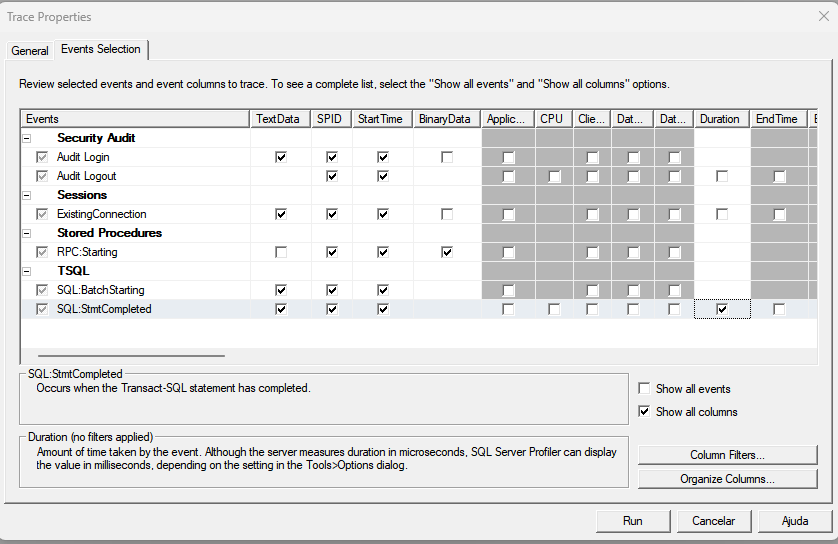 Trace Properties
General
Events Selection
Review selected events and event columns to trace. To see a complete list, select the "Show all events" and "Show all columns" options.
Events TextData SPID StartTime BinaryData Applic... CPU Clie... Dat... Dat... Duration EndTime E
Security Audit
Audit Login
Audit Logout
Sessions
ExistingConnection
Stored Procedures
RPC:Starting
TSQL
SQL:BatchStarting
SQL:StmtCompleted
SQL:StmtCompleted
Occurs when the Transact-SQL statement has completed.
Show all events
Show all columns
Duration (no filters applied)
Amount of time taken by the event. Although the server measures duration in microseconds, SQL Server Profiler can display
the value in milliseconds, depending on the setting in the Tools>Options dialog.
Column Filters...
Organize Columns...
Run
Cancelar
Ajuda